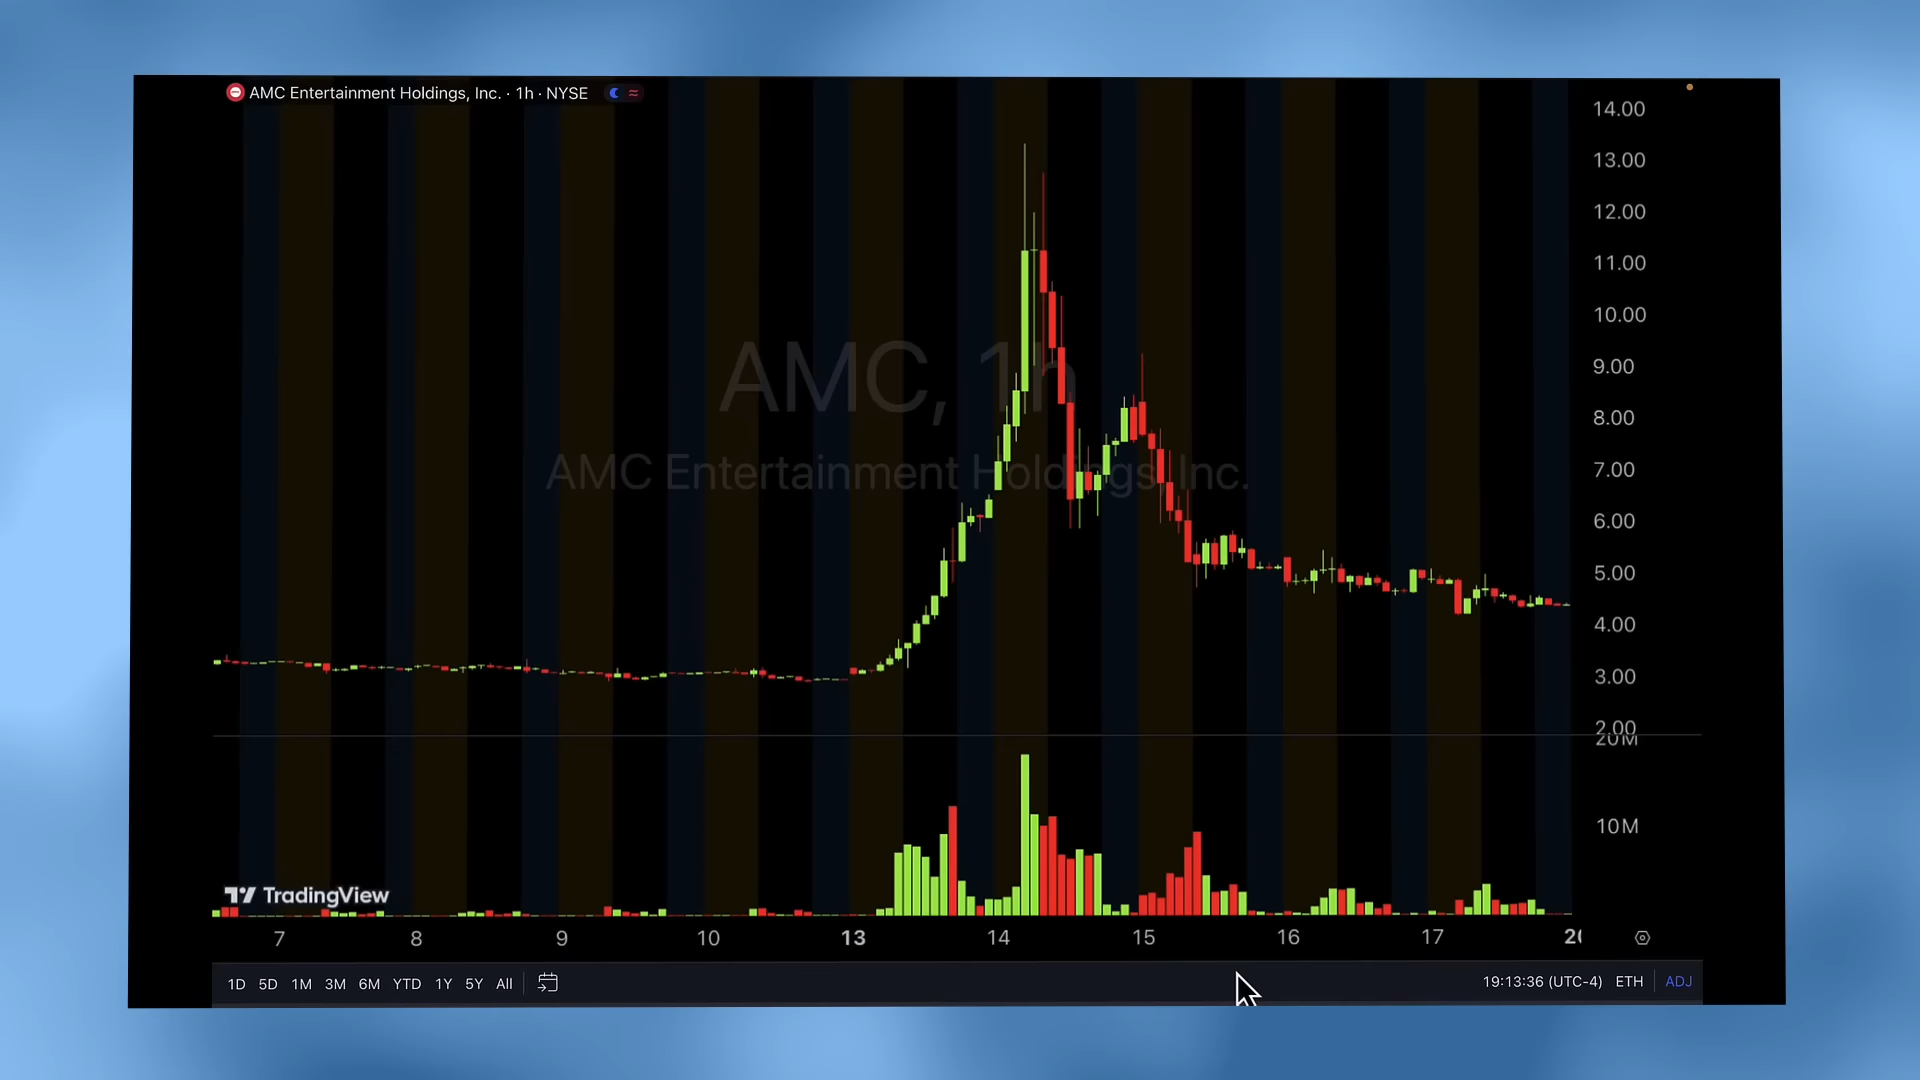 AMC Entertainment Holdings, Inc. · 1h · NYSE
14.00
13.00
12.00
11.00
10.00
9.00
8.00
7.00
6.00
5.00
4.00
3.00
2.00
20M
10M
AMC, 1h
AMC Entertainment Holdings, Inc.
TradingView
7 8 9 10 13 14 15 16 17
1D 5D 1M 3M 6M YTD 1Y 5Y All
19:13:36 (UTC-4) ETH ADJ